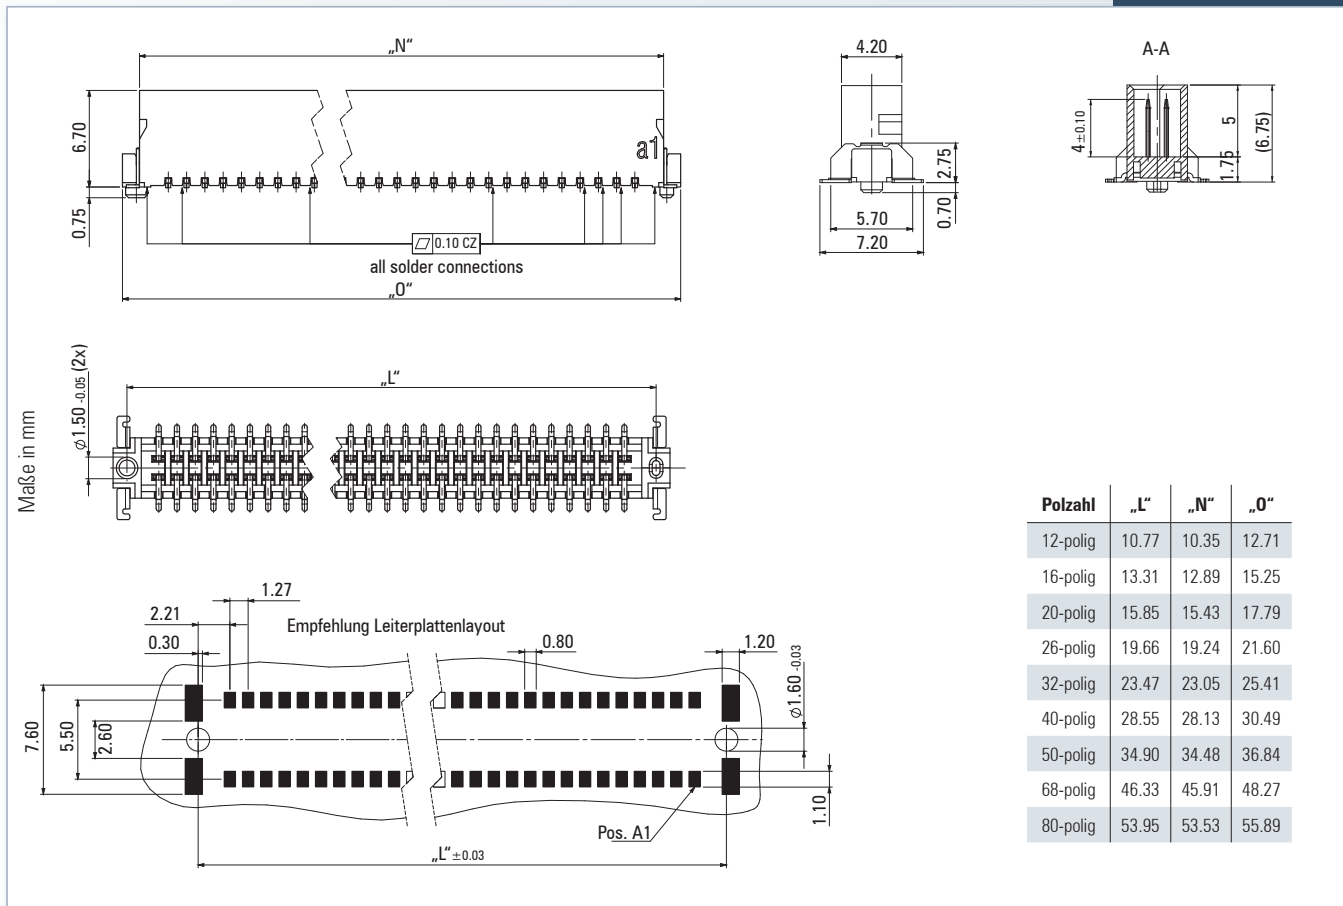 „N“
6.70
0.75
a1
0.10 CZ
all solder connections
„O“
4.20
2.75
0.70
5.70
7.20
A-A
4±0.10
5
1.75
(6.75)
Maße in mm
∅1.50 -0.05 (2x)
„L“
1.27
2.21
0.30
Empfehlung Leiterplattenlayout
0.80
1.20
∅1.60 -0.03
7.60
5.50
2.60
1.10
Pos. A1
„L“±0.03
Polzahl „L“ „N“ „O“
12-polig 10.77 10.35 12.71
16-polig 13.31 12.89 15.25
20-polig 15.85 15.43 17.79
26-polig 19.66 19.24 21.60
32-polig 23.47 23.05 25.41
40-polig 28.55 28.13 30.49
50-polig 34.90 34.48 36.84
68-polig 46.33 45.91 48.27
80-polig 53.95 53.53 55.89